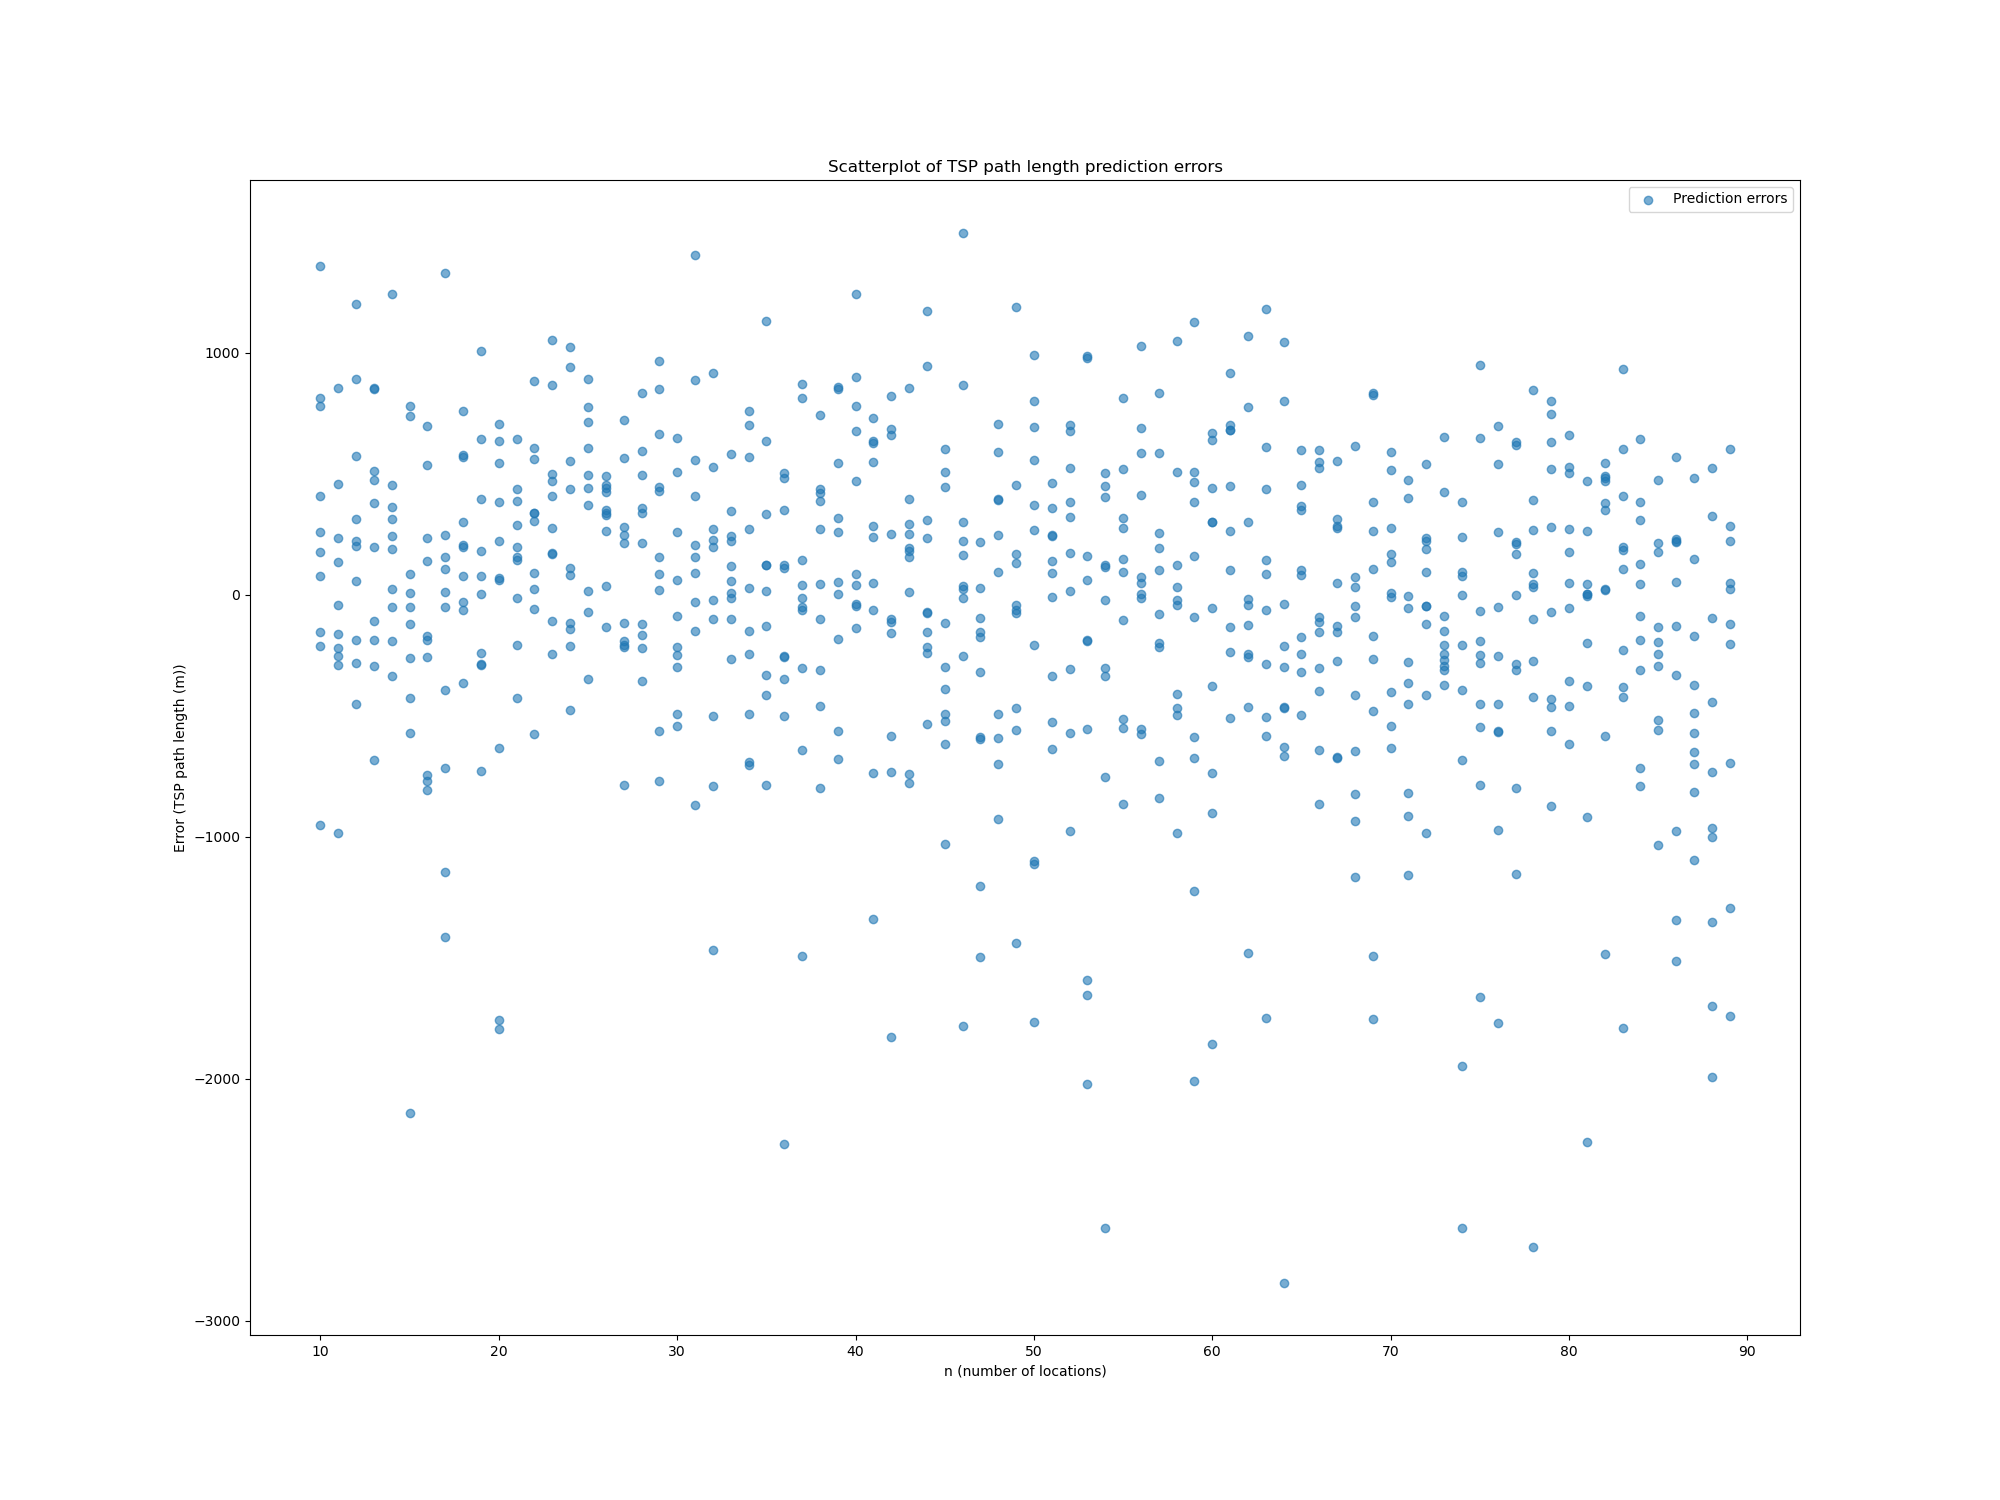 Scatterplot of TSP path length prediction errors
Prediction errors
1000
0
−1000
−2000
−3000
Error (TSP path length (m))
10 20 30 40 50 60 70 80 90
n (number of locations)